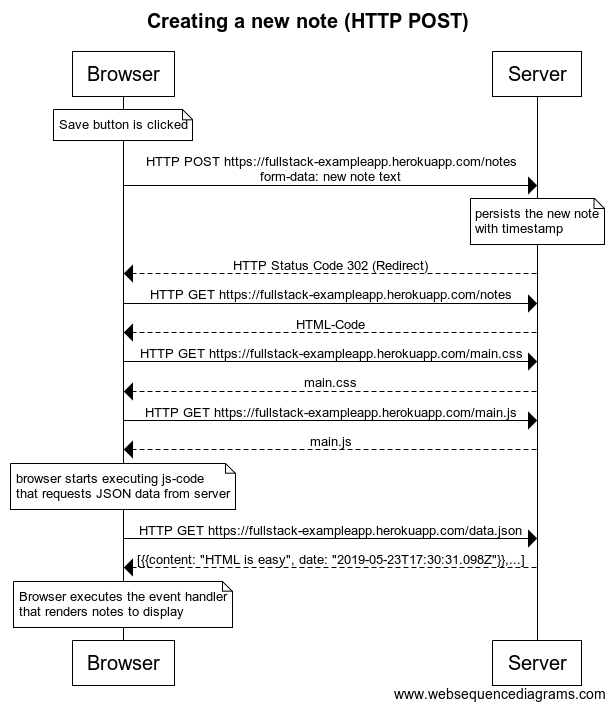 Creating a new note (HTTP POST)
Browser
Server
Save button is clicked
HTTP POST https://fullstack-exampleapp.herokuapp.com/notes
form-data: new note text
persists the new note
with timestamp
HTTP Status Code 302 (Redirect)
HTTP GET https://fullstack-exampleapp.herokuapp.com/notes
HTML-Code
HTTP GET https://fullstack-exampleapp.herokuapp.com/main.css
main.css
HTTP GET https://fullstack-exampleapp.herokuapp.com/main.js
main.js
browser starts executing js-code
that requests JSON data from server
HTTP GET https://fullstack-exampleapp.herokuapp.com/data.json
[{{content: "HTML is easy", date: "2019-05-23T17:30:31.098Z"}},...]
Browser executes the event handler
that renders notes to display
Browser
Server
www.websequencediagrams.com